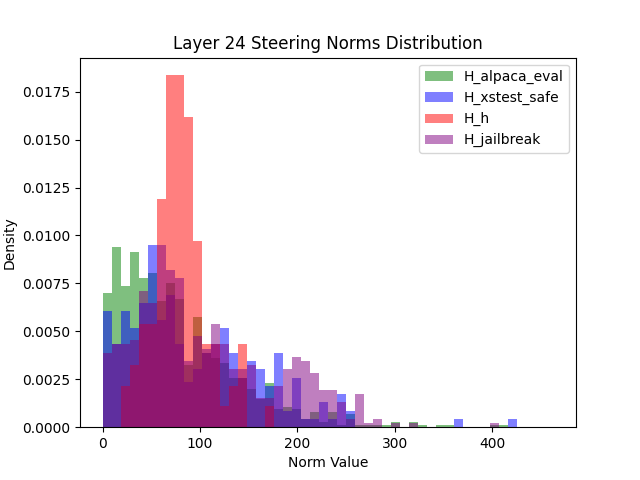 Layer 24 Steering Norms Distribution
H_alpaca_eval
H_xstest_safe
H_h
H_jailbreak
0.0175
0.0150
0.0125
0.0100
0.0075
0.0050
0.0025
0.0000
Density
0 100 200 300 400
Norm Value